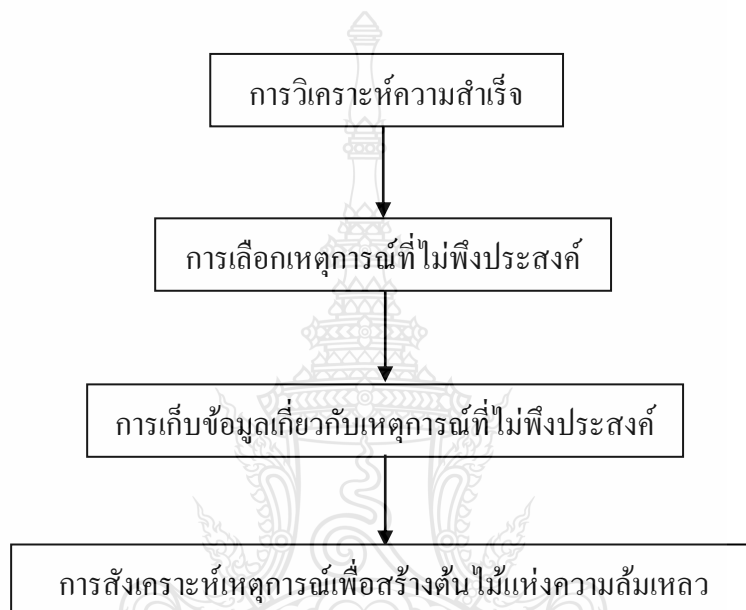 การวิเคราะห์ความสำเร็จ
การเลือกเหตุการณ์ที่ไม่พึงประสงค์
การเก็บข้อมูลเกี่ยวกับเหตุการณ์ที่ไม่พึงประสงค์
การสังเคราะห์เหตุการณ์เพื่อสร้างต้นไม้แห่งความล้มเหลว